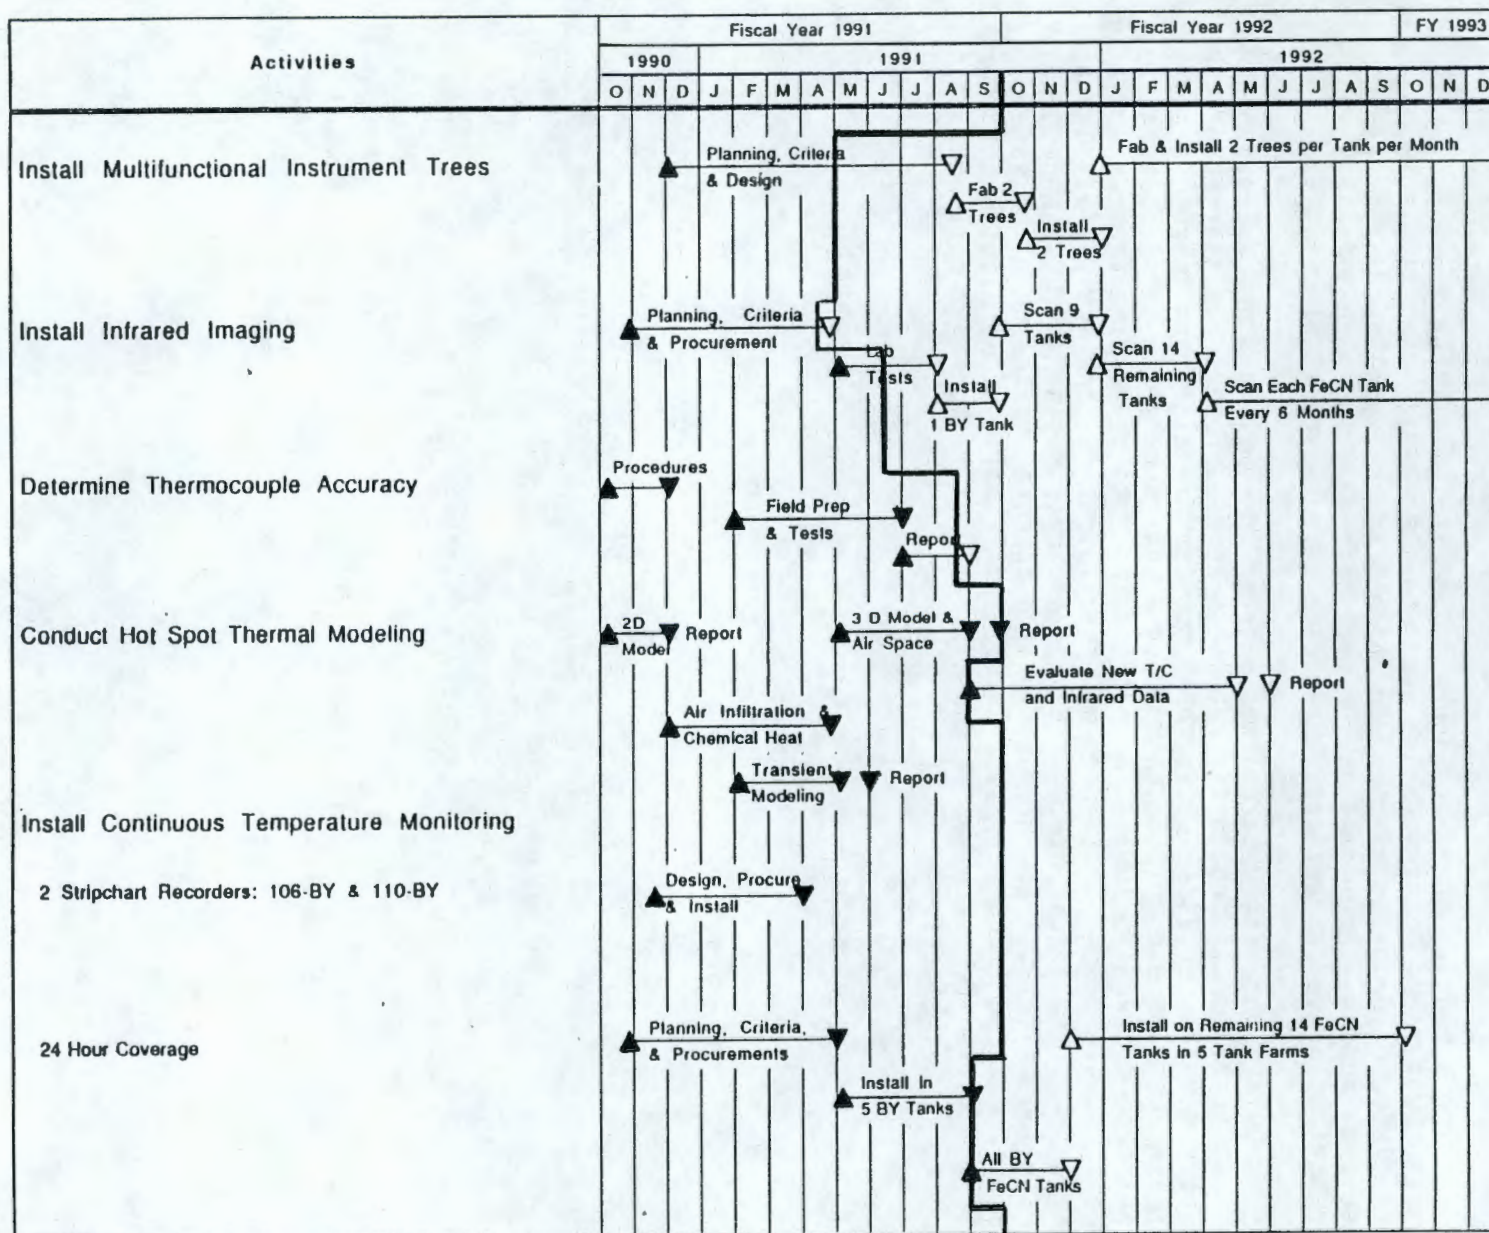 Activities
Fiscal Year 1991 Fiscal Year 1992 FY 1993
1990 1991 1992
O N D J F M A M J J A S O N D J F M A M J J A S O N D
Install Multifunctional Instrument Trees
Planning, Criteria
& Design
Fab 2
Trees
Install
2 Trees
Fab & Install 2 Trees per Tank per Month
Install Infrared Imaging
Planning, Criteria
& Procurement
Lab
Tests
Install
1 BY Tank
Scan 9
Tanks
Scan 14
Remaining
Tanks
Scan Each FeCN Tank
Every 6 Months
Determine Thermocouple Accuracy
Procedures
Field Prep
& Tests
Report
Conduct Hot Spot Thermal Modeling
2D
Model
Report
3 D Model &
Air Space
Report
Evaluate New T/C
and Infrared Data
Report
Air Infiltration &
Chemical Heat
Transient
Modeling
Report
Install Continuous Temperature Monitoring
2 Stripchart Recorders: 106-BY & 110-BY
Design, Procure
& Install
24 Hour Coverage
Planning, Criteria,
& Procurements
Install In
5 BY Tanks
All BY
FeCN Tanks
Install on Remaining 14 FeCN
Tanks In 5 Tank Farms